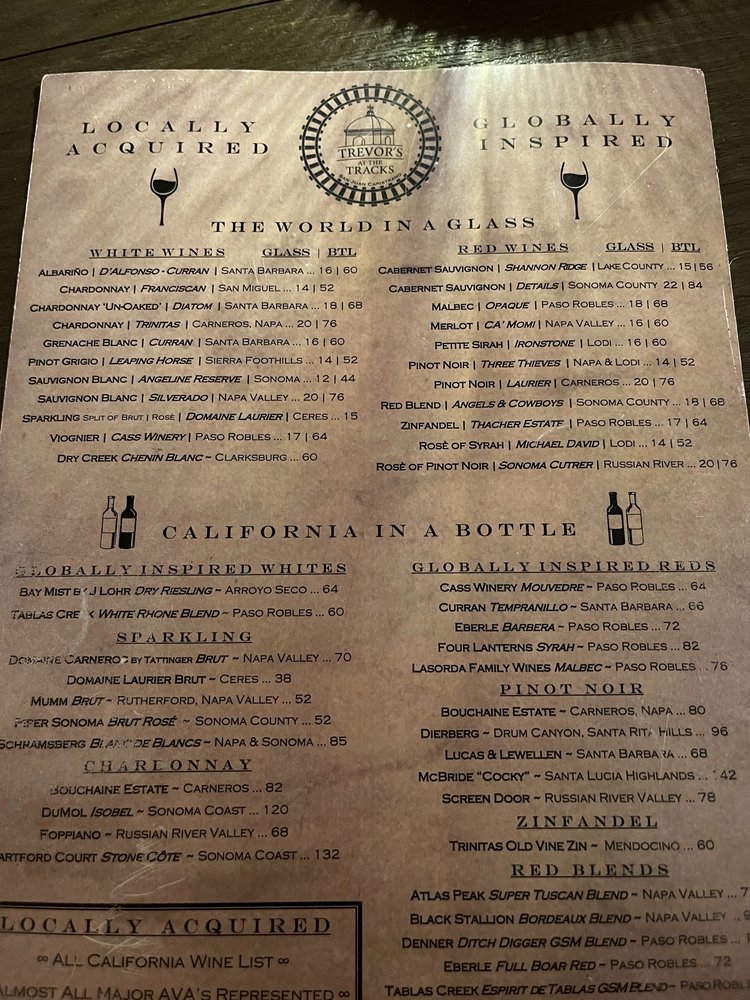 LOCALLY
ACQUIRED
TREVOR'S
AT THE
TRACKS
SAN JUAN CAPISTRANO
GLOBALLY
INSPIRED
THE WORLD IN A GLASS
WHITE WINES GLASS | BTL
ALBARIÑO | D'ALFONSO - CURRAN | SANTA BARBARA ... 16 | 60
CHARDONNAY | FRANCISCAN | SAN MIGUEL ... 14 | 52
CHARDONNAY 'UN-OAKED' | DIATOM | SANTA BARBARA ... 18 | 68
CHARDONNAY | TRINITAS | CARNEROS, NAPA ... 20 | 76
GRENACHE BLANC | CURRAN | SANTA BARBARA ... 16 | 60
PINOT GRIGIO | LEAPING HORSE | SIERRA FOOTHILLS ... 14 | 52
SAUVIGNON BLANC | ANGELINE RESERVE | SONOMA ... 12 | 44
SAUVIGNON BLANC | SILVERADO | NAPA VALLEY ... 20 | 76
SPARKLING SPLIT OF BRUT | ROSÈ | DOMAINE LAURIER | CERES ... 15
VIOGNIER | CASS WINERY | PASO ROBLES ... 17 | 64
DRY CREEK CHENIN BLANC ~ CLARKSBURG ... 60
RED WINES GLASS | BTL
CABERNET SAUVIGNON | SHANNON RIDGE | LAKE COUNTY ... 15 | 56
CABERNET SAUVIGNON | DETAILS | SONOMA COUNTY 22 | 84
MALBEC | OPAQUE | PASO ROBLES ... 18 | 68
MERLOT | CA' MOMI | NAPA VALLEY ... 16 | 60
PETITE SIRAH | IRONSTONE | LODI ... 16 | 60
PINOT NOIR | THREE THIEVES | NAPA & LODI ... 14 | 52
PINOT NOIR | LAURIER | CARNEROS ... 20 | 76
RED BLEND | ANGELS & COWBOYS | SONOMA COUNTY ... 18 | 68
ZINFANDEL | THACHER ESTATE | PASO ROBLES ... 17 | 64
ROSÈ OF SYRAH | MICHAEL DAVID | LODI ... 14 | 52
ROSÈ OF PINOT NOIR | SONOMA CUTRER | RUSSIAN RIVER ... 20 | 76
CALIFORNIA IN A BOTTLE
GLOBALLY INSPIRED WHITES
BAY MIST BY J LOHR DRY RIESLING ~ ARROYO SECO ... 64
TABLAS CREEK WHITE RHONE BLEND ~ PASO ROBLES ... 60
SPARKLING
DOMAINE CARNEROS BY TATTINGER BRUT ~ NAPA VALLEY ... 70
DOMAINE LAURIER BRUT ~ CERES ... 38
MUMM BRUT ~ RUTHERFORD, NAPA VALLEY ... 52
PIPER SONOMA BRUT ROSÉ ~ SONOMA COUNTY ... 52
SCHRAMSBERG BLANC DE BLANCS ~ NAPA & SONOMA ... 85
CHARDONNAY
BOUCHAINE ESTATE ~ CARNEROS ... 82
DUMOL ISOBEL ~ SONOMA COAST ... 120
FOPPIANO ~ RUSSIAN RIVER VALLEY ... 68
ARTFORD COURT STONE CÔTE ~ SONOMA COAST ... 132
LOCALLY ACQUIRED
∞ ALL CALIFORNIA WINE LIST ∞
ALMOST ALL MAJOR AVA'S REPRESENTED ∞
GLOBALLY INSPIRED REDS
CASS WINERY MOUVEDRE ~ PASO ROBLES ... 64
CURRAN TEMPRANILLO ~ SANTA BARBARA ... 66
EBERLE BARBERA ~ PASO ROBLES ... 72
FOUR LANTERNS SYRAH ~ PASO ROBLES ... 82
LASORDA FAMILY WINES MALBEC ~ PASO ROBLES ... 76
PINOT NOIR
BOUCHAINE ESTATE ~ CARNEROS, NAPA ... 80
DIERBERG ~ DRUM CANYON, SANTA RITA HILLS ... 96
LUCAS & LEWELLEN ~ SANTA BARBARA ... 68
MCBRIDE "COCKY" ~ SANTA LUCIA HIGHLANDS ... 142
SCREEN DOOR ~ RUSSIAN RIVER VALLEY ... 78
ZINFANDEL
TRINITAS OLD VINE ZIN ~ MENDOCINO ... 60
RED BLENDS
ATLAS PEAK SUPER TUSCAN BLEND ~ NAPA VALLEY ...
BLACK STALLION BORDEAUX BLEND ~ NAPA VALLEY ...
DENNER DITCH DIGGER GSM BLEND ~ PASO ROBLES ...
EBERLE FULL BOAR RED ~ PASO ROBLES ... 72
TABLAS CREEK ESPRIT DE TABLAS GSM BLEND ~ PASO